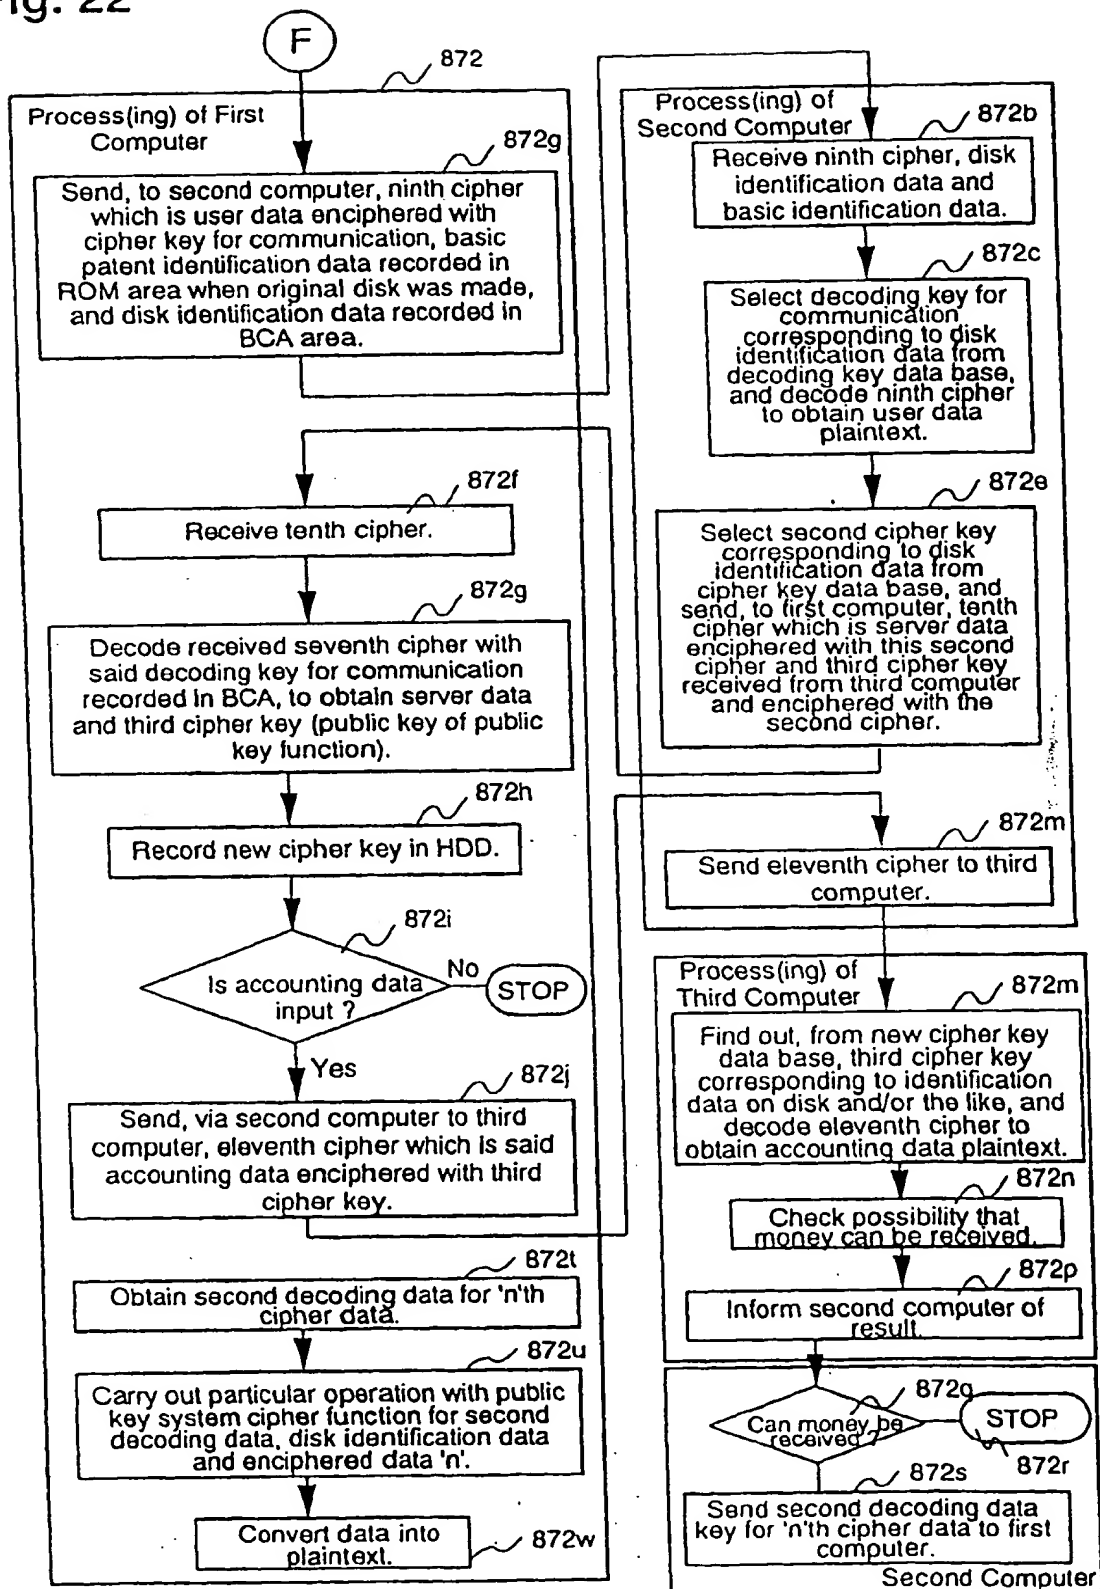 Fig. 22
F
872
Process(ing) of First
Computer
872g
Send, to second computer, ninth cipher
which is user data enciphered with
cipher key for communication, basic
patent identification data recorded in
ROM area when original disk was made,
and disk identification data recorded in
BCA area.
872f
Receive tenth cipher.
872g
Decode received seventh cipher with
said decoding key for communication
recorded in BCA, to obtain server data
and third cipher key (public key of public
key function).
872h
Record new cipher key in HDD.
872i
Is accounting data
input ?
No
STOP
Yes
872j
Send, via second computer to third
computer, eleventh cipher which is said
accounting data enciphered with third
cipher key.
872t
Obtain second decoding data for 'n'th
cipher data.
872u
Carry out particular operation with public
key system cipher function for second
decoding data, disk identification data
and enciphered data 'n'.
Convert data into
plaintext.
872w
Process(ing) of
Second Computer
872b
Receive ninth cipher, disk
identification data and
basic identification data.
872c
Select decoding key for
communication
corresponding to disk
identification data from
decoding key data base,
and decode ninth cipher
to obtain user data
plaintext.
872e
Select second cipher key
corresponding to disk
identification data from
cipher key data base, and
send, to first computer, tenth
cipher which is server data
enciphered with this second
cipher and third cipher key
received from third computer
and enciphered with the
second cipher.
872m
Send eleventh cipher to third
computer.
Process(ing) of
Third Computer
872m
Find out, from new cipher key
data base, third cipher key
corresponding to identification
data on disk and/or the like, and
decode eleventh cipher to
obtain accounting data plaintext.
872n
Check possibility that
money can be received.
872p
Inform second computer of
result.
872q
Can money be
received ?
STOP
872r
872s
Send second decoding data
key for 'n'th cipher data to first
computer.
Second Computer